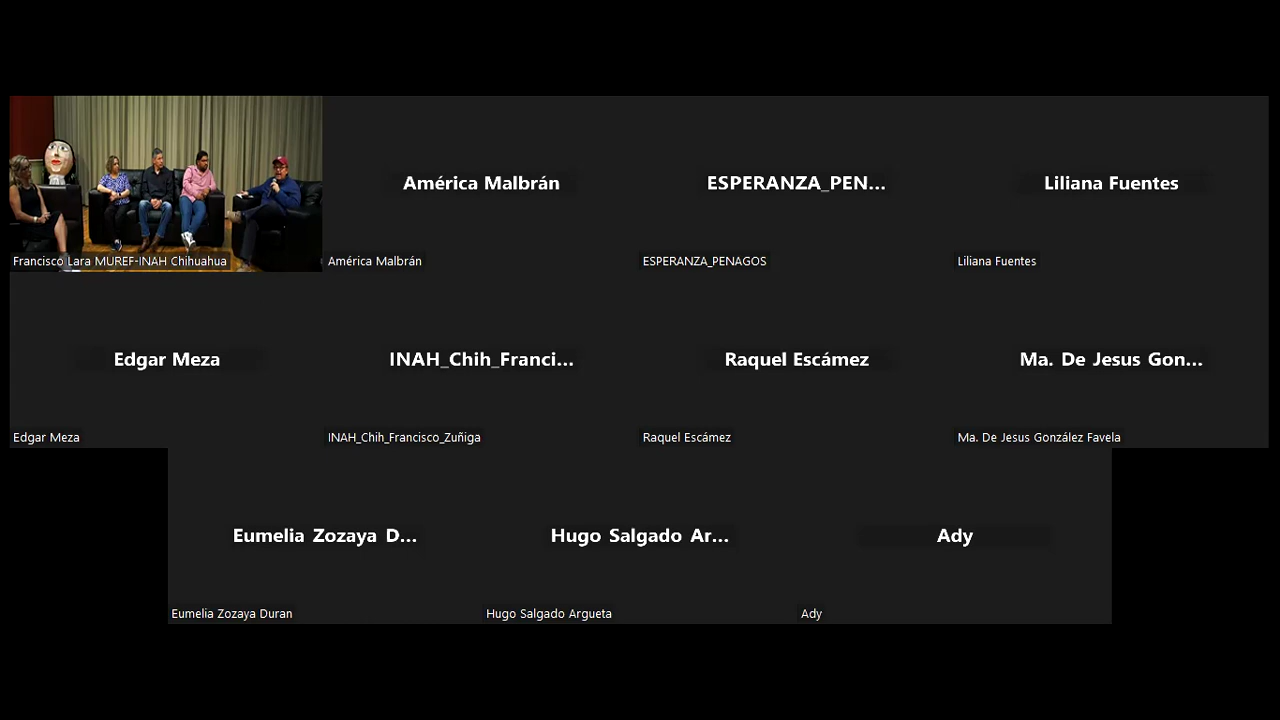 Francisco Lara MUREF-INAH Chihuahua
América Malbrán
América Malbrán
ESPERANZA_PEN...
ESPERANZA_PENAGOS
Liliana Fuentes
Liliana Fuentes
Edgar Meza
Edgar Meza
INAH_Chih_Franci...
INAH_Chih_Francisco_Zuñiga
Raquel Escámez
Raquel Escámez
Ma. De Jesus Gon...
Ma. De Jesus González Favela
Eumelia Zozaya D...
Eumelia Zozaya Duran
Hugo Salgado Ar...
Hugo Salgado Argueta
Ady
Ady